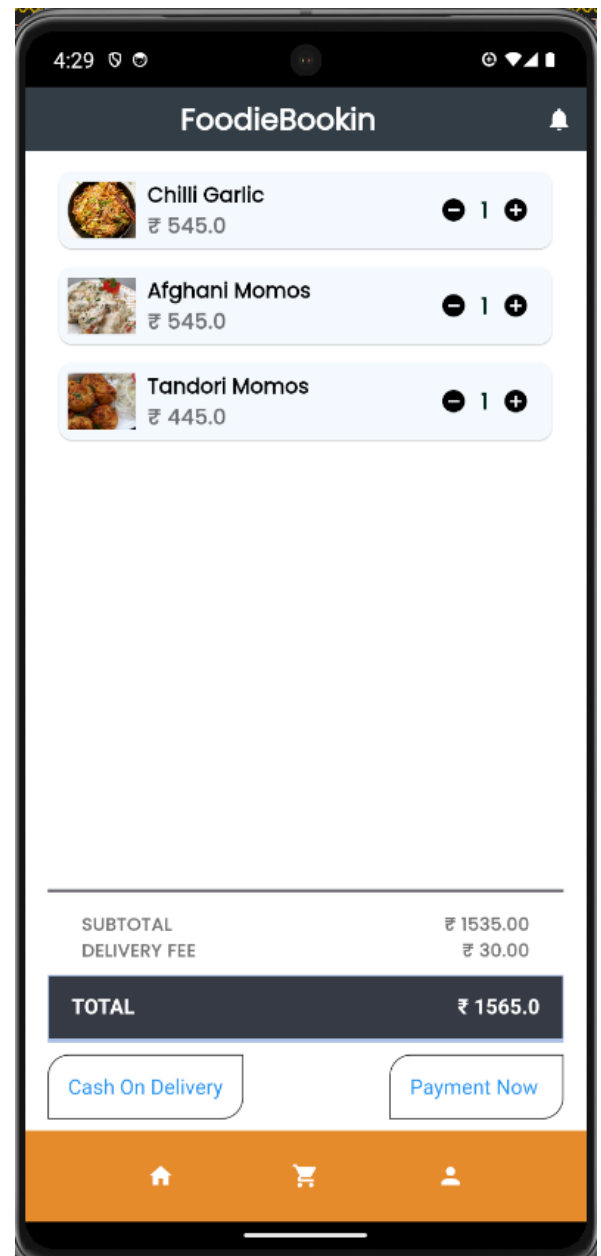 4:29
FoodieBookin
Chilli Garlic
₹ 545.0
1
Afghani Momos
₹ 545.0
1
Tandori Momos
₹ 445.0
1
SUBTOTAL ₹ 1535.00
DELIVERY FEE ₹ 30.00
TOTAL ₹ 1565.0
Cash On Delivery Payment Now